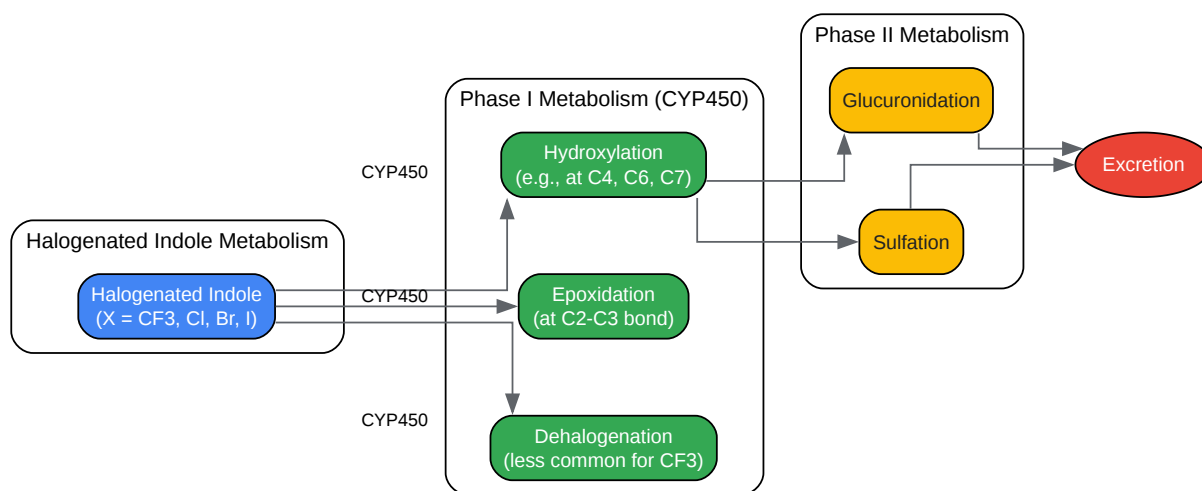 Halogenated Indole Metabolism
Halogenated Indole
(X = CF3, Cl, Br, I)
CYP450
CYP450
CYP450
Phase I Metabolism (CYP450)
Hydroxylation
(e.g., at C4, C6, C7)
Epoxidation
(at C2-C3 bond)
Dehalogenation
(less common for CF3)
Phase II Metabolism
Glucuronidation
Sulfation
Excretion